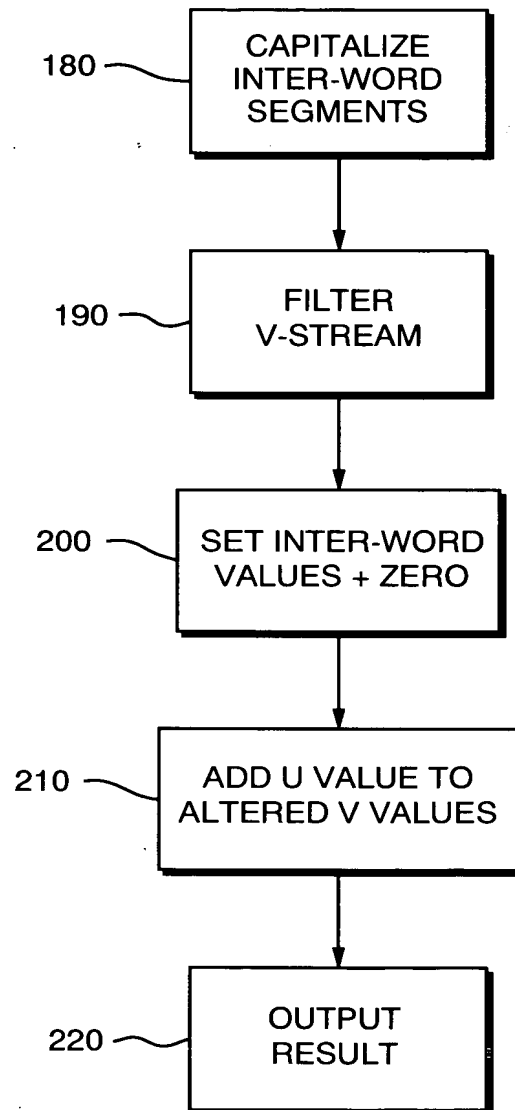 180
CAPITALIZE
INTER-WORD
SEGMENTS
190
FILTER
V-STREAM
200
SET INTER-WORD
VALUES + ZERO
210
ADD U VALUE TO
ALTERED V VALUES
220
OUTPUT
RESULT